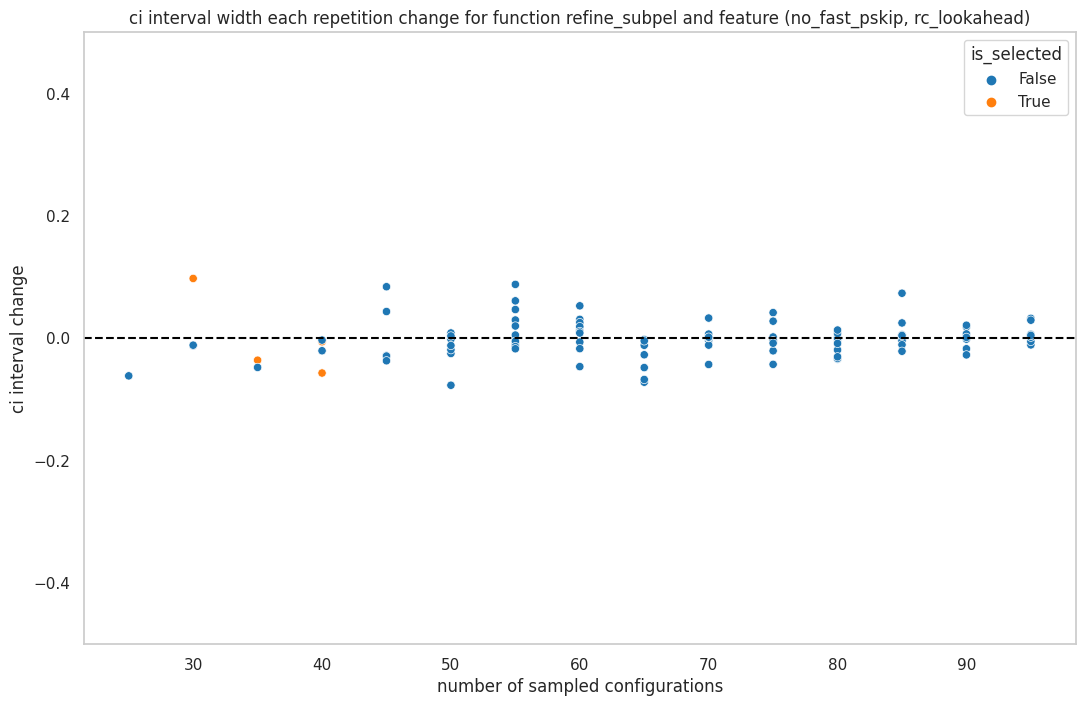 ci interval width each repetition change for function refine_subpel and feature (no_fast_pskip, rc_lookahead)
is_selected
False
True
ci interval change
0.4
0.2
0.0
−0.2
−0.4
30 40 50 60 70 80 90
number of sampled configurations